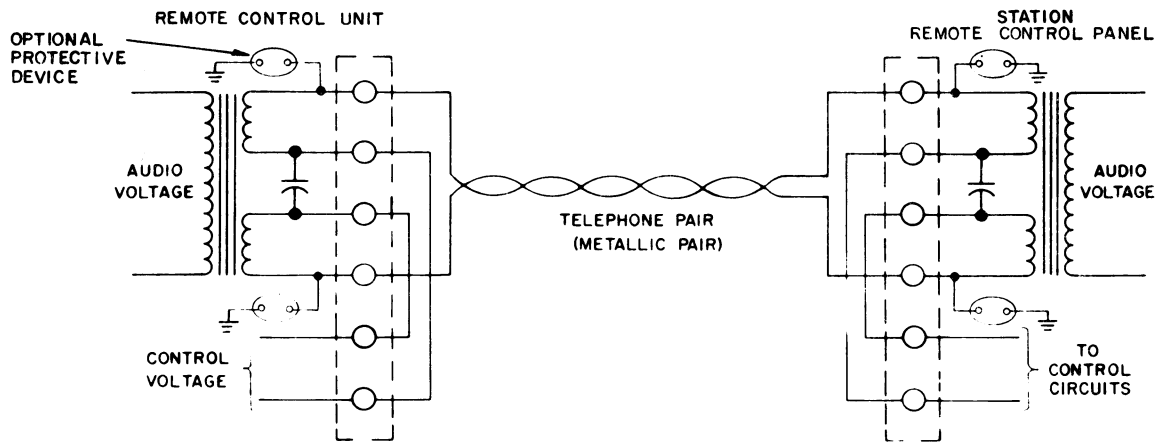 REMOTE CONTROL UNIT
OPTIONAL
PROTECTIVE
DEVICE
STATION
REMOTE CONTROL PANEL
AUDIO
VOLTAGE
TELEPHONE PAIR
(METALLIC PAIR)
AUDIO
VOLTAGE
CONTROL
VOLTAGE
TO
CONTROL
CIRCUITS